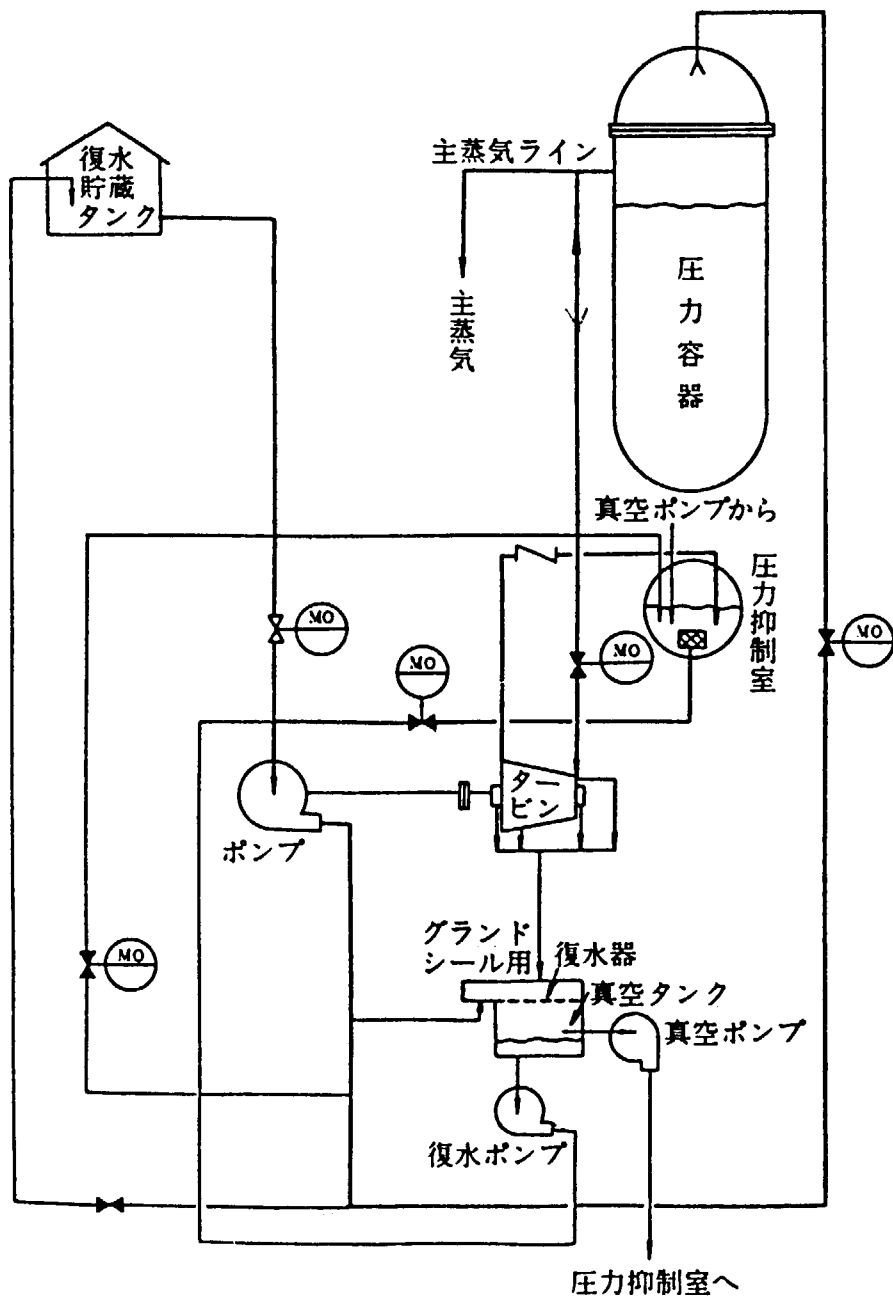 主蒸気ライン
復水
貯蔵
タンク
主蒸気
圧力容器
真空ポンプから
圧力抑制室
MO
MO
MO
MO
MO
ター
ビン
ポンプ
グランド
シール用
復水器
真空タンク
真空ポンプ
復水ポンプ
圧力抑制室へ